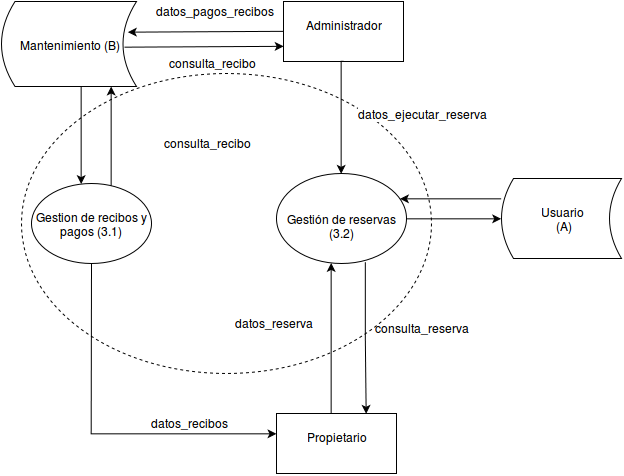 datos_pagos_recibos
Administrador
Mantenimiento (B)
consulta_recibo
datos_ejecutar_reserva
consulta_recibo
Gestion de recibos y
pagos (3.1)
Gestión de reservas
(3.2)
Usuario
(A)
datos_reserva
consulta_reserva
datos_recibos
Propietario